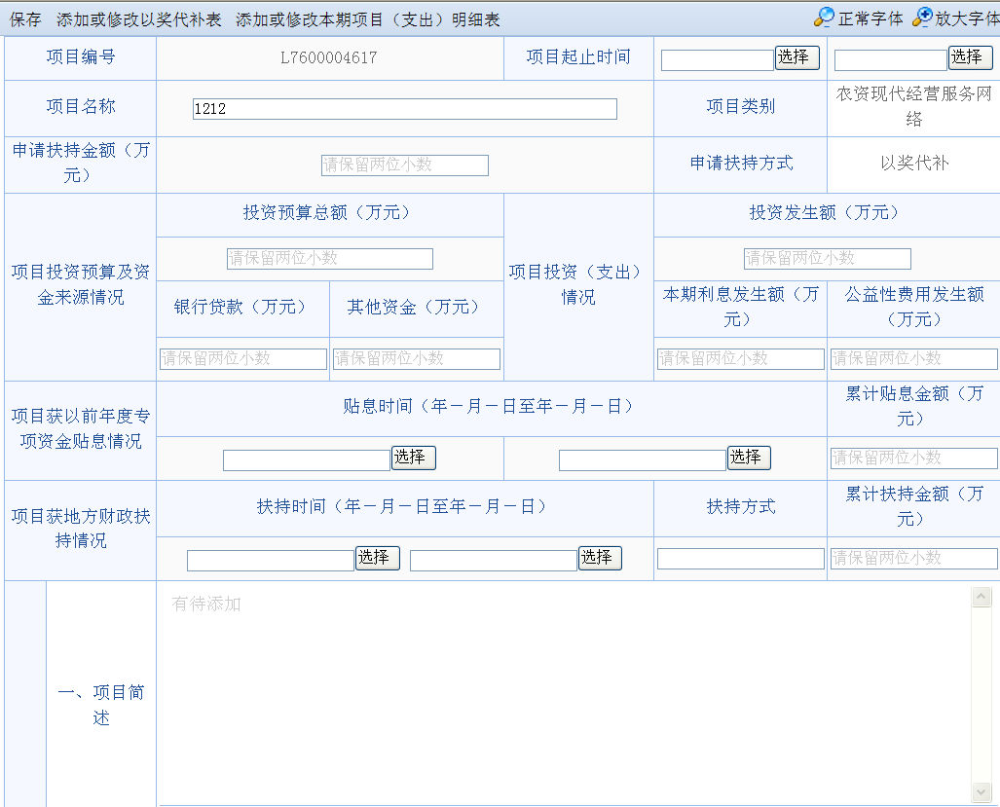 保存 添加或修改以奖代补表 添加或修改本期项目（支出）明细表 正常字体 放大字体
项目编号 L7600004617 项目起止时间 选择 选择
项目名称 1212 项目类别 农资现代经营服务网
络
申请扶持金额（万
元） 请保留两位小数 申请扶持方式 以奖代补
项目投资预算及资
金来源情况
投资预算总额（万元）
请保留两位小数
银行贷款（万元） 其他资金（万元）
请保留两位小数 请保留两位小数
项目投资（支出）
情况
投资发生额（万元）
请保留两位小数
本期利息发生额（万
元）
公益性费用发生额
（万元）
请保留两位小数 请保留两位小数
项目获以前年度专
项资金贴息情况
贴息时间（年－月－日至年－月－日）
累计贴息金额（万
元）
选择 选择 请保留两位小数
项目获地方财政扶
持情况
扶持时间（年－月－日至年－月－日） 扶持方式
累计扶持金额（万
元）
选择 选择 请保留两位小数
一、项目简
述
有待添加